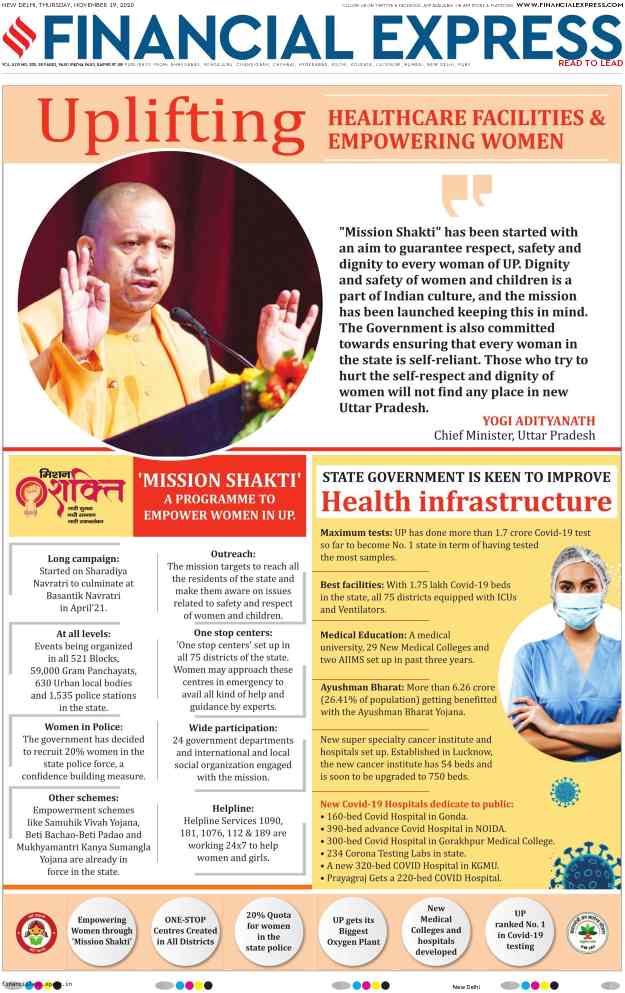 NEW DELHI, THURSDAY, NOVEMBER 19, 2020
WWW.FINANCIALEXPRESS.COM
FINANCIAL EXPRESS
READ TO LEAD
Uplifting
HEALTHCARE FACILITIES &
EMPOWERING WOMEN
"Mission Shakti" has been started with
an aim to guarantee respect, safety and
dignity to every woman of UP. Dignity
and safety of women and children is a
part of Indian culture, and the mission
has been launched keeping this in mind.
The Government is also committed
towards ensuring that every woman in
the state is self-reliant. Those who try to
hurt the self-respect and dignity of
women will not find any place in new
Uttar Pradesh.
YOGI ADITYANATH
Chief Minister, Uttar Pradesh
मिशन
शक्ति
नारी सुरक्षा
नारी सम्मान
नारी स्वावलंबन
'MISSION SHAKTI'
A PROGRAMME TO
EMPOWER WOMEN IN UP.
Long campaign:
Started on Sharadiya
Navratri to culminate at
Basantik Navratri
in April'21.
At all levels:
Events being organized
in all 521 Blocks,
59,000 Gram Panchayats,
630 Urban local bodies
and 1,535 police stations
in the state.
Women in Police:
The government has decided
to recruit 20% women in the
state police force, a
confidence building measure.
Other schemes:
Empowerment schemes
like Samuhik Vivah Yojana,
Beti Bachao-Beti Padao and
Mukhyamantri Kanya Sumangla
Yojana are already in
force in the state.
Outreach:
The mission targets to reach all
the residents of the state and
make them aware on issues
related to safety and respect
of women and children.
One stop centers:
'One stop centers' set up in
all 75 districts of the state.
Women may approach these
centres in emergency to
avail all kind of help and
guidance by experts.
Wide participation:
24 government departments
and international and local
social organization engaged
with the mission.
Helpline:
Helpline Services 1090,
181, 1076, 112 & 189 are
working 24x7 to help
women and girls.
STATE GOVERNMENT IS KEEN TO IMPROVE
Health infrastructure
Maximum tests: UP has done more than 1.7 crore Covid-19 test
so far to become No. 1 state in term of having tested
the most samples.
Best facilities: With 1.75 lakh Covid-19 beds
in the state, all 75 districts equipped with ICUs
and Ventilators.
Medical Education: A medical
university, 29 New Medical Colleges and
two AIIMS set up in past three years.
Ayushman Bharat: More than 6.26 crore
(26.41% of population) getting benefitted
with the Ayushman Bharat Yojana.
New super specialty cancer institute and
hospitals set up. Established in Lucknow,
the new cancer institute has 54 beds and
is soon to be upgraded to 750 beds.
New Covid-19 Hospitals dedicate to public:
• 160-bed Covid Hospital in Gonda.
• 390-bed advance Covid Hospital in NOIDA.
• 300-bed Covid Hospital in Gorakhpur Medical College.
• 234 Corona Testing Labs in state.
• A new 320-bed COVID Hospital in KGMU.
• Prayagraj Gets a 220-bed COVID Hospital.
Empowering
Women through
'Mission Shakti'
ONE-STOP
Centres Created
in All Districts
20% Quota
for women
in the
state police
UP gets its
Biggest
Oxygen Plant
New
Medical
Colleges and
hospitals
developed
UP
ranked No. 1
in Covid-19
testing
New Delhi